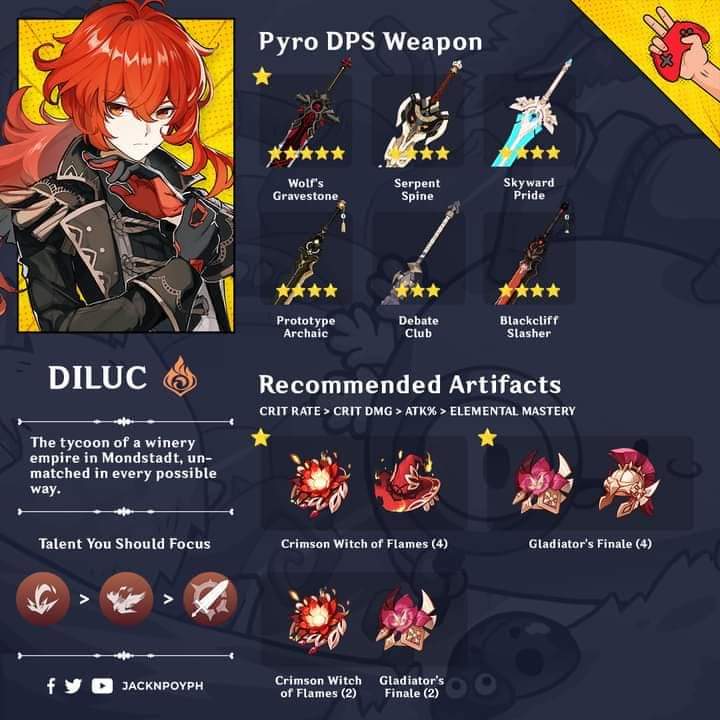 Pyro DPS Weapon
Wolf's
Gravestone
Serpent
Spine
Skyward
Pride
Prototype
Archaic
Debate
Club
Blackcliff
Slasher
DILUC
The tycoon of a winery
empire in Mondstadt, un-
matched in every possible
way.
Talent You Should Focus
> >
JACKNPOYPH
Recommended Artifacts
CRIT RATE > CRIT DMG > ATK% > ELEMENTAL MASTERY
Crimson Witch of Flames (4)
Gladiator's Finale (4)
Crimson Witch
of Flames (2)
Gladiator's
Finale (2)